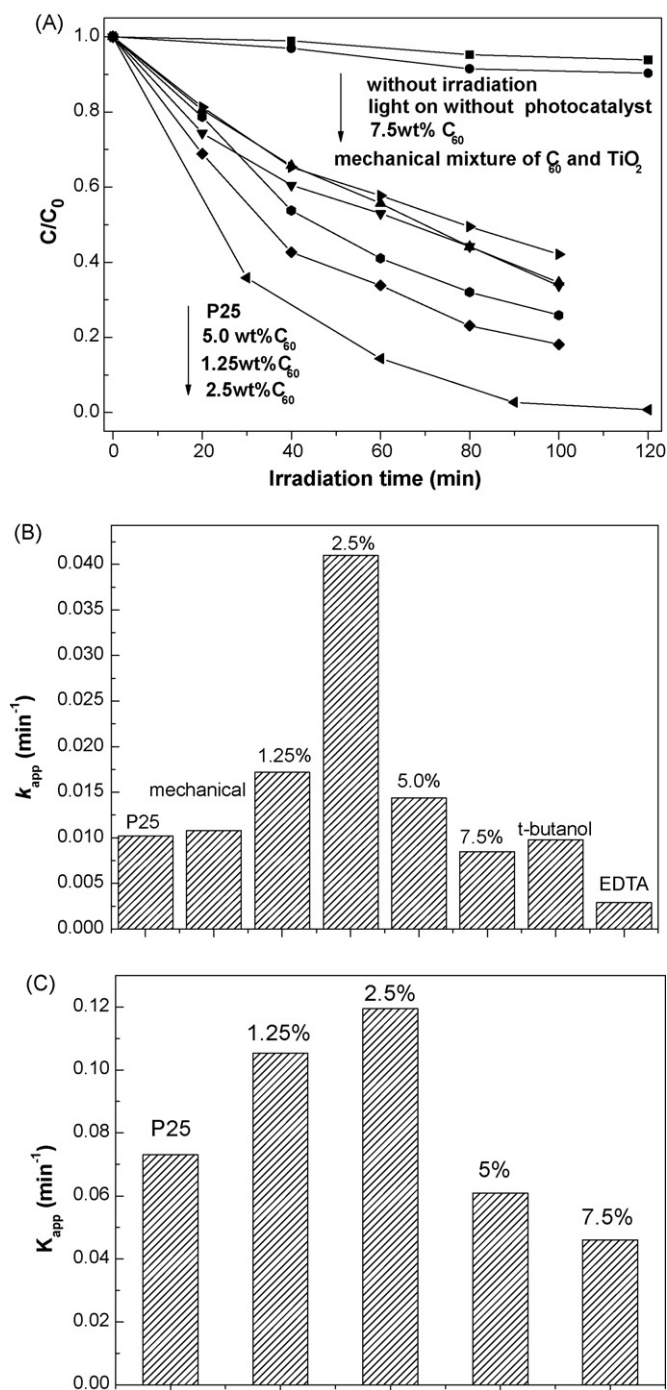 (A)
1.0
0.8
0.6
0.4
0.2
0.0
C/C0
without irradiation
light on without photocatalyst
7.5wt% C60
mechanical mixture of C60 and TiO2
P25
5.0 wt%C60
1.25wt%C60
2.5wt%C60
0 20 40 60 80 100 120
Irradiation time (min)
(B)
0.040
0.035
0.030
0.025
0.020
0.015
0.010
0.005
0.000
kapp (min-1)
P25
mechanical
1.25%
2.5%
5.0%
7.5%
t-butanol
EDTA
(C)
0.12
0.10
0.08
0.06
0.04
0.02
0.00
Kapp (min-1)
P25
1.25%
2.5%
5%
7.5%